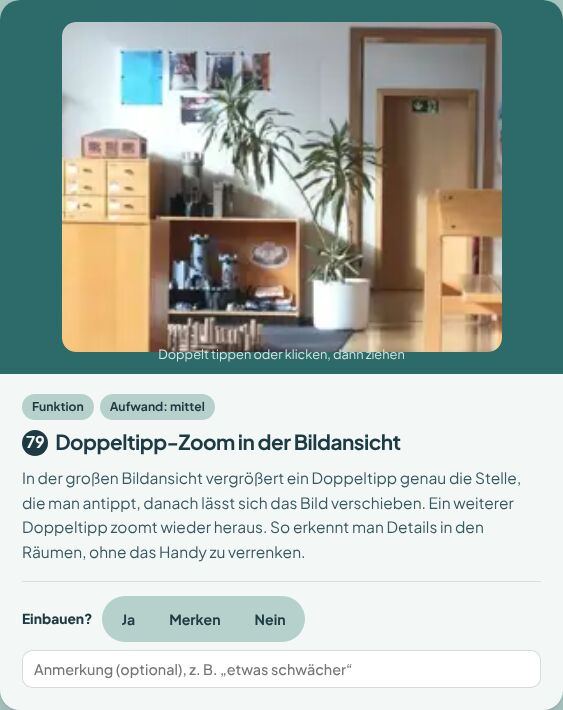 Doppelt tippen oder klicken, dann ziehen
Funktion
Aufwand: mittel
79 Doppeltipp-Zoom in der Bildansicht
In der großen Bildansicht vergrößert ein Doppeltipp genau die Stelle,
die man antippt, danach lässt sich das Bild verschieben. Ein weiterer
Doppeltipp zoomt wieder heraus. So erkennt man Details in den
Räumen, ohne das Handy zu verrenken.
Einbauen? Ja Merken Nein
Anmerkung (optional), z. B. „etwas schwächer“